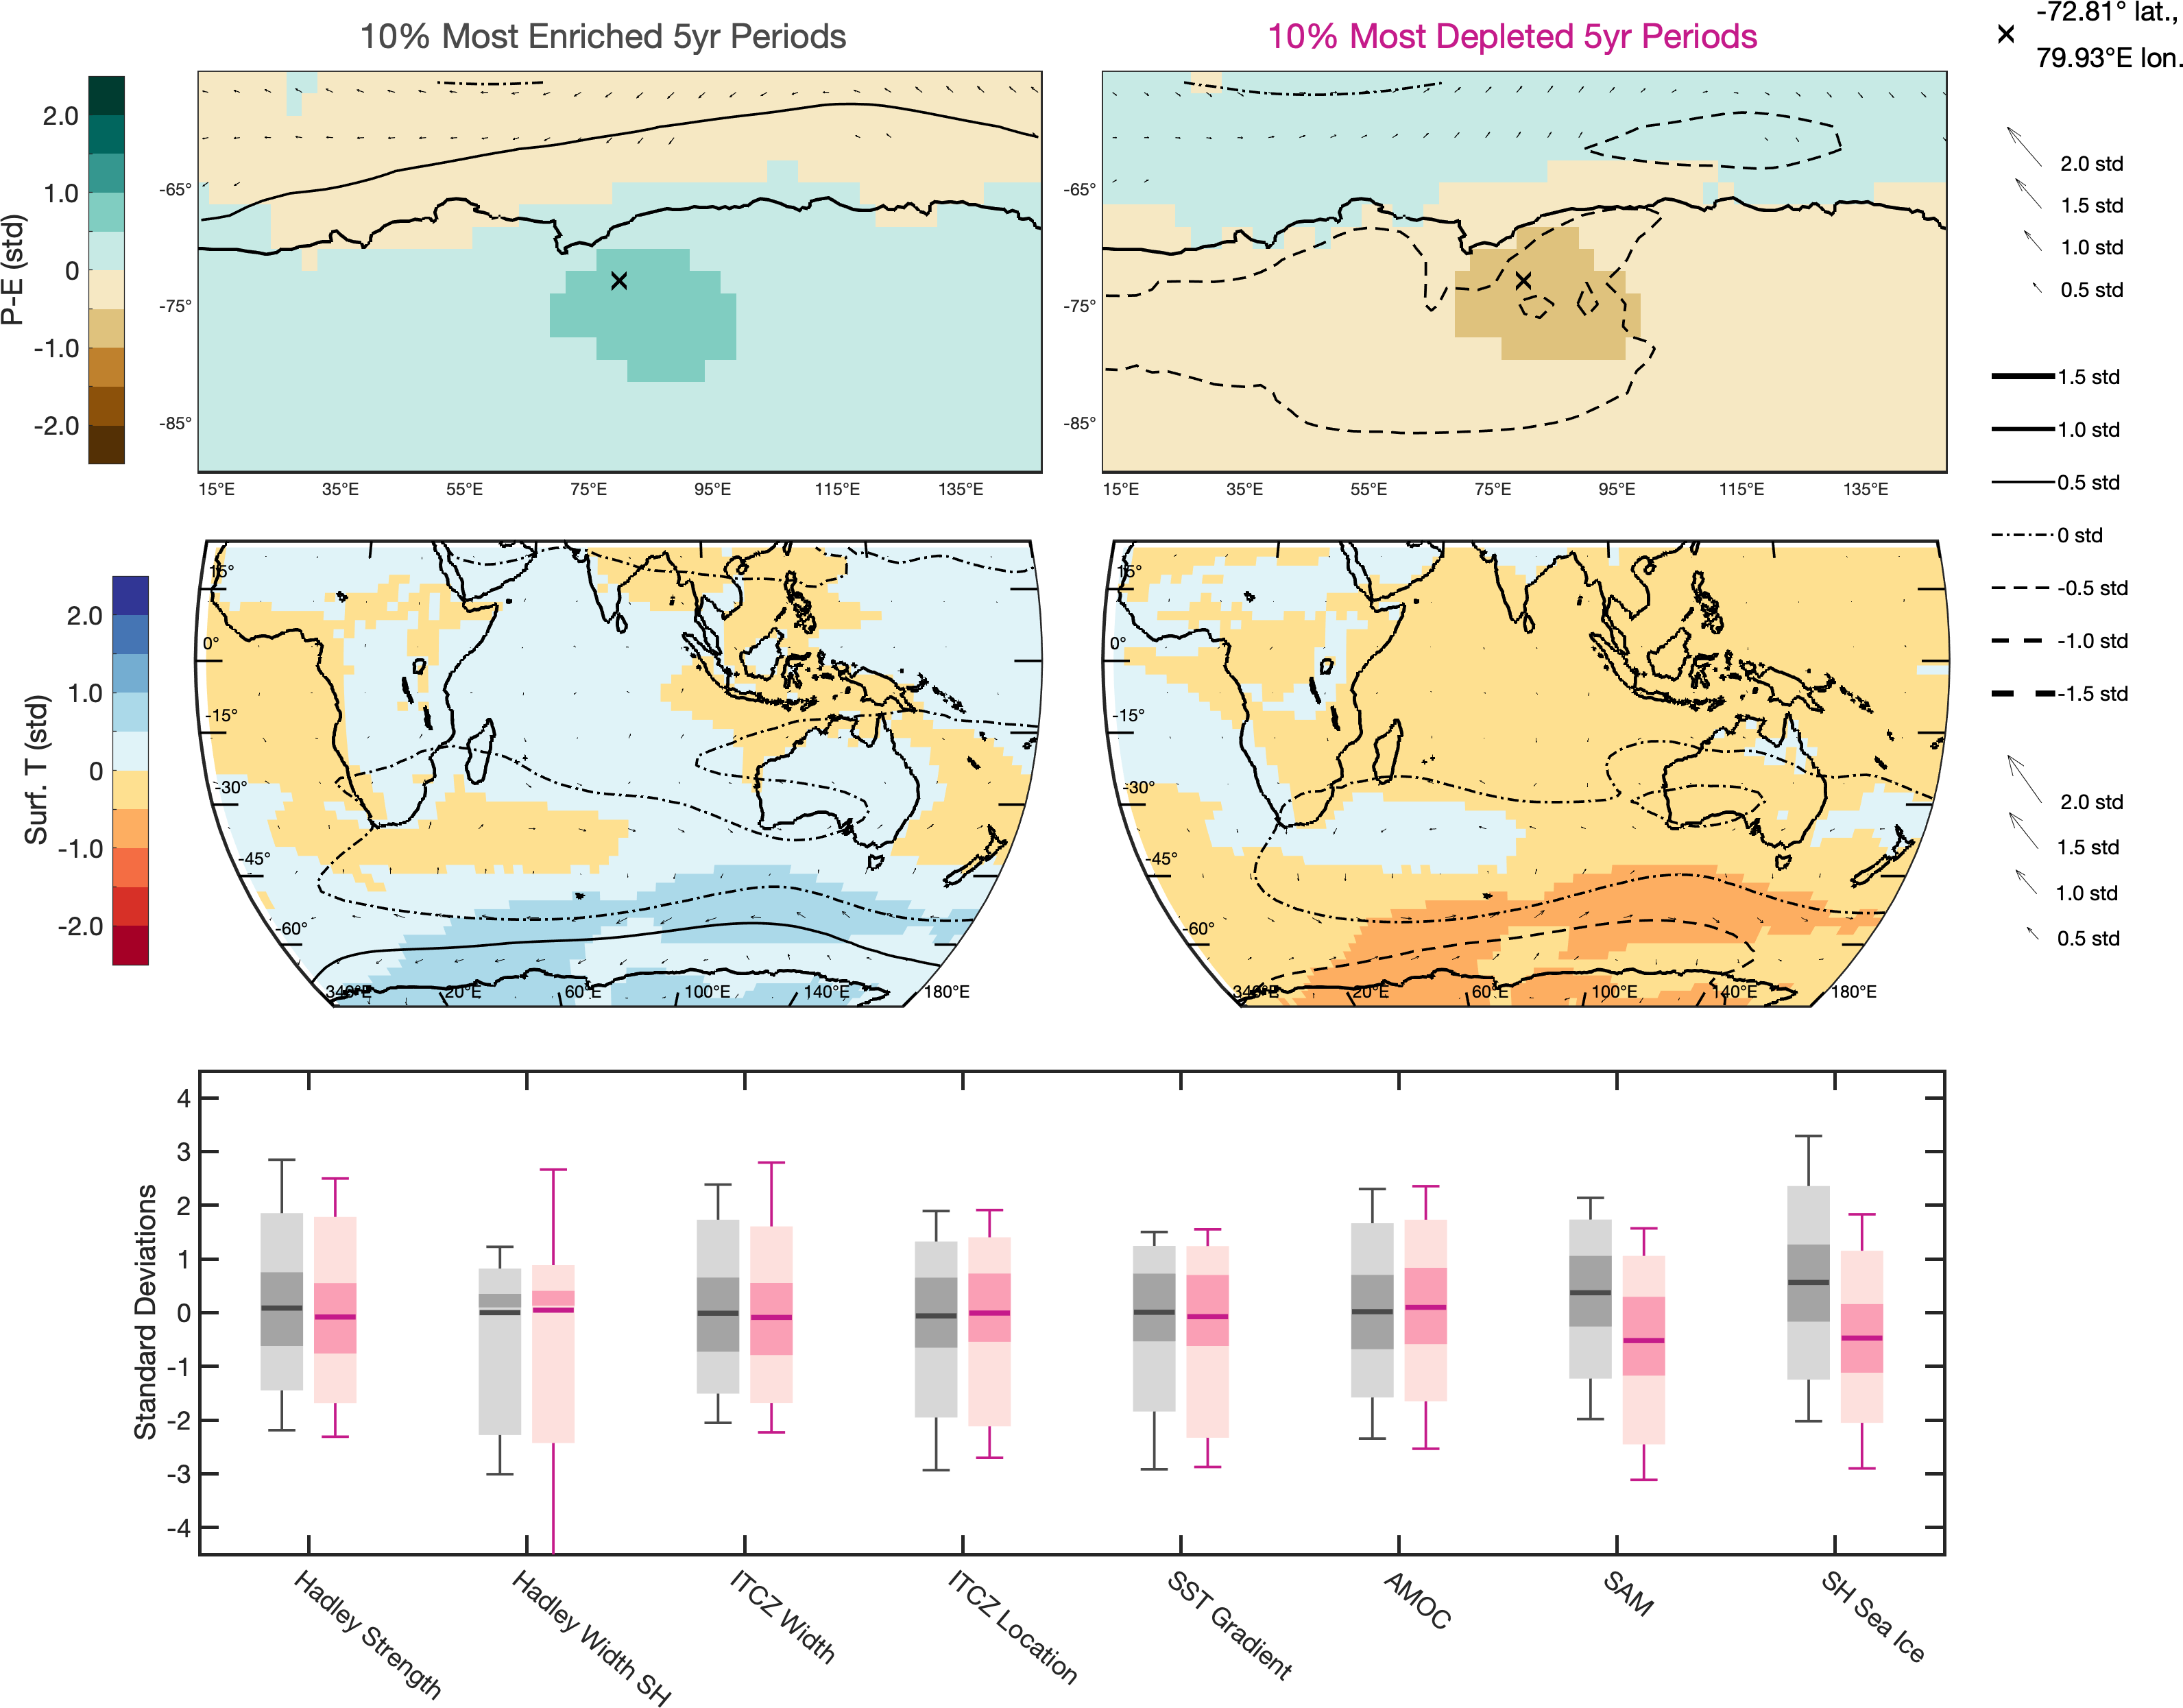 10% Most Enriched 5yr Periods
10% Most Depleted 5yr Periods
-72.81° lat.,
79.93°E lon.
P-E (std)
2.0
1.0
0
-1.0
-2.0
-65°
-75°
-85°
15°E 35°E 55°E 75°E 95°E 115°E 135°E
-65°
-75°
-85°
15°E 35°E 55°E 75°E 95°E 115°E 135°E
2.0 std
1.5 std
1.0 std
0.5 std
1.5 std
1.0 std
0.5 std
0 std
-0.5 std
-1.0 std
-1.5 std
2.0 std
1.5 std
1.0 std
0.5 std
Surf. T (std)
2.0
1.0
0
-1.0
-2.0
15°
0°
-15°
-30°
-45°
-60°
340°E 20°E 60°E 100°E 140°E 180°E
15°
0°
-15°
-30°
-45°
-60°
340°E 20°E 60°E 100°E 140°E 180°E
Standard Deviations
4
3
2
1
0
-1
-2
-3
-4
Hadley Strength
Hadley Width SH
ITCZ Width
ITCZ Location
SST Gradient
AMOC
SAM
SH Sea Ice